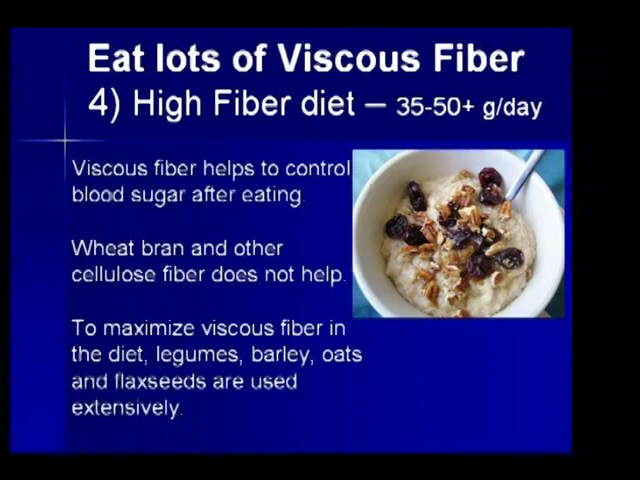 Eat lots of Viscous Fiber
4) High Fiber diet – 35-50+ g/day
Viscous fiber helps to control
blood sugar after eating.
Wheat bran and other
cellulose fiber does not help.
To maximize viscous fiber in
the diet, legumes, barley, oats
and flaxseeds are used
extensively.